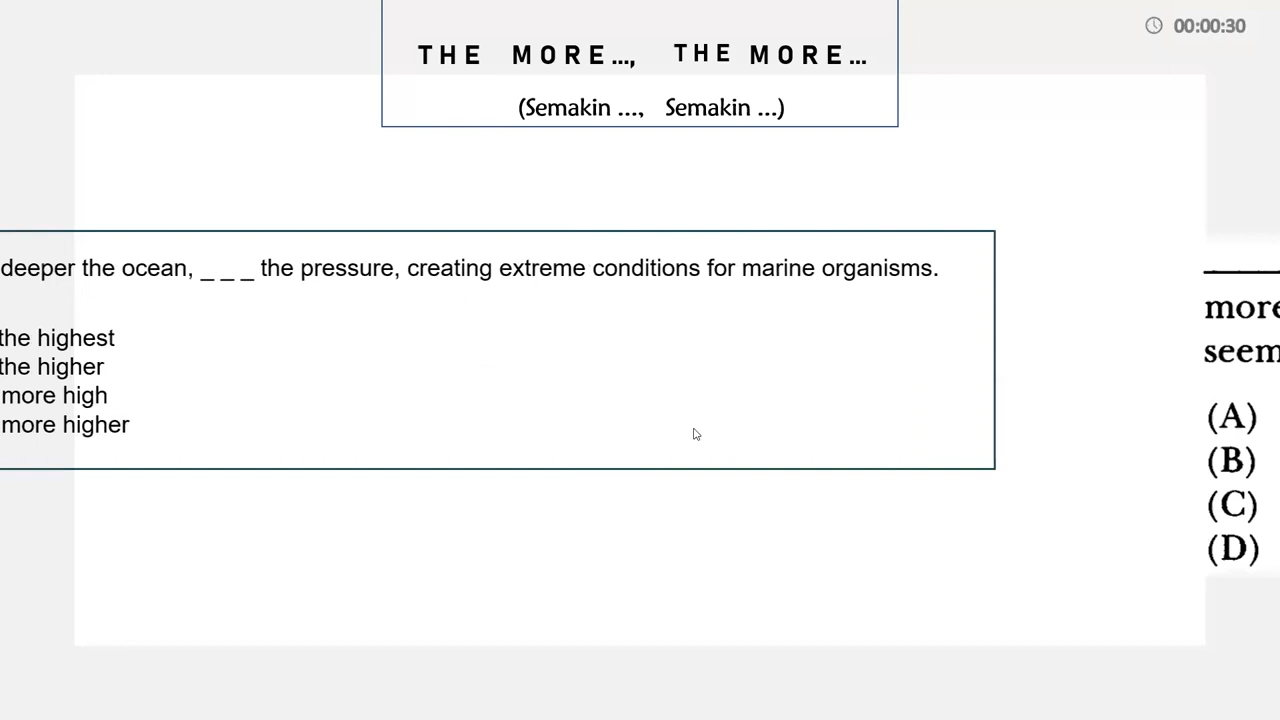 00:00:30
THE MORE..., THE MORE...
(Semakin ..., Semakin ...)
deeper the ocean, _ _ _ the pressure, creating extreme conditions for marine organisms.
the highest
the higher
more high
more higher
more
seem
(A)
(B)
(C)
(D)